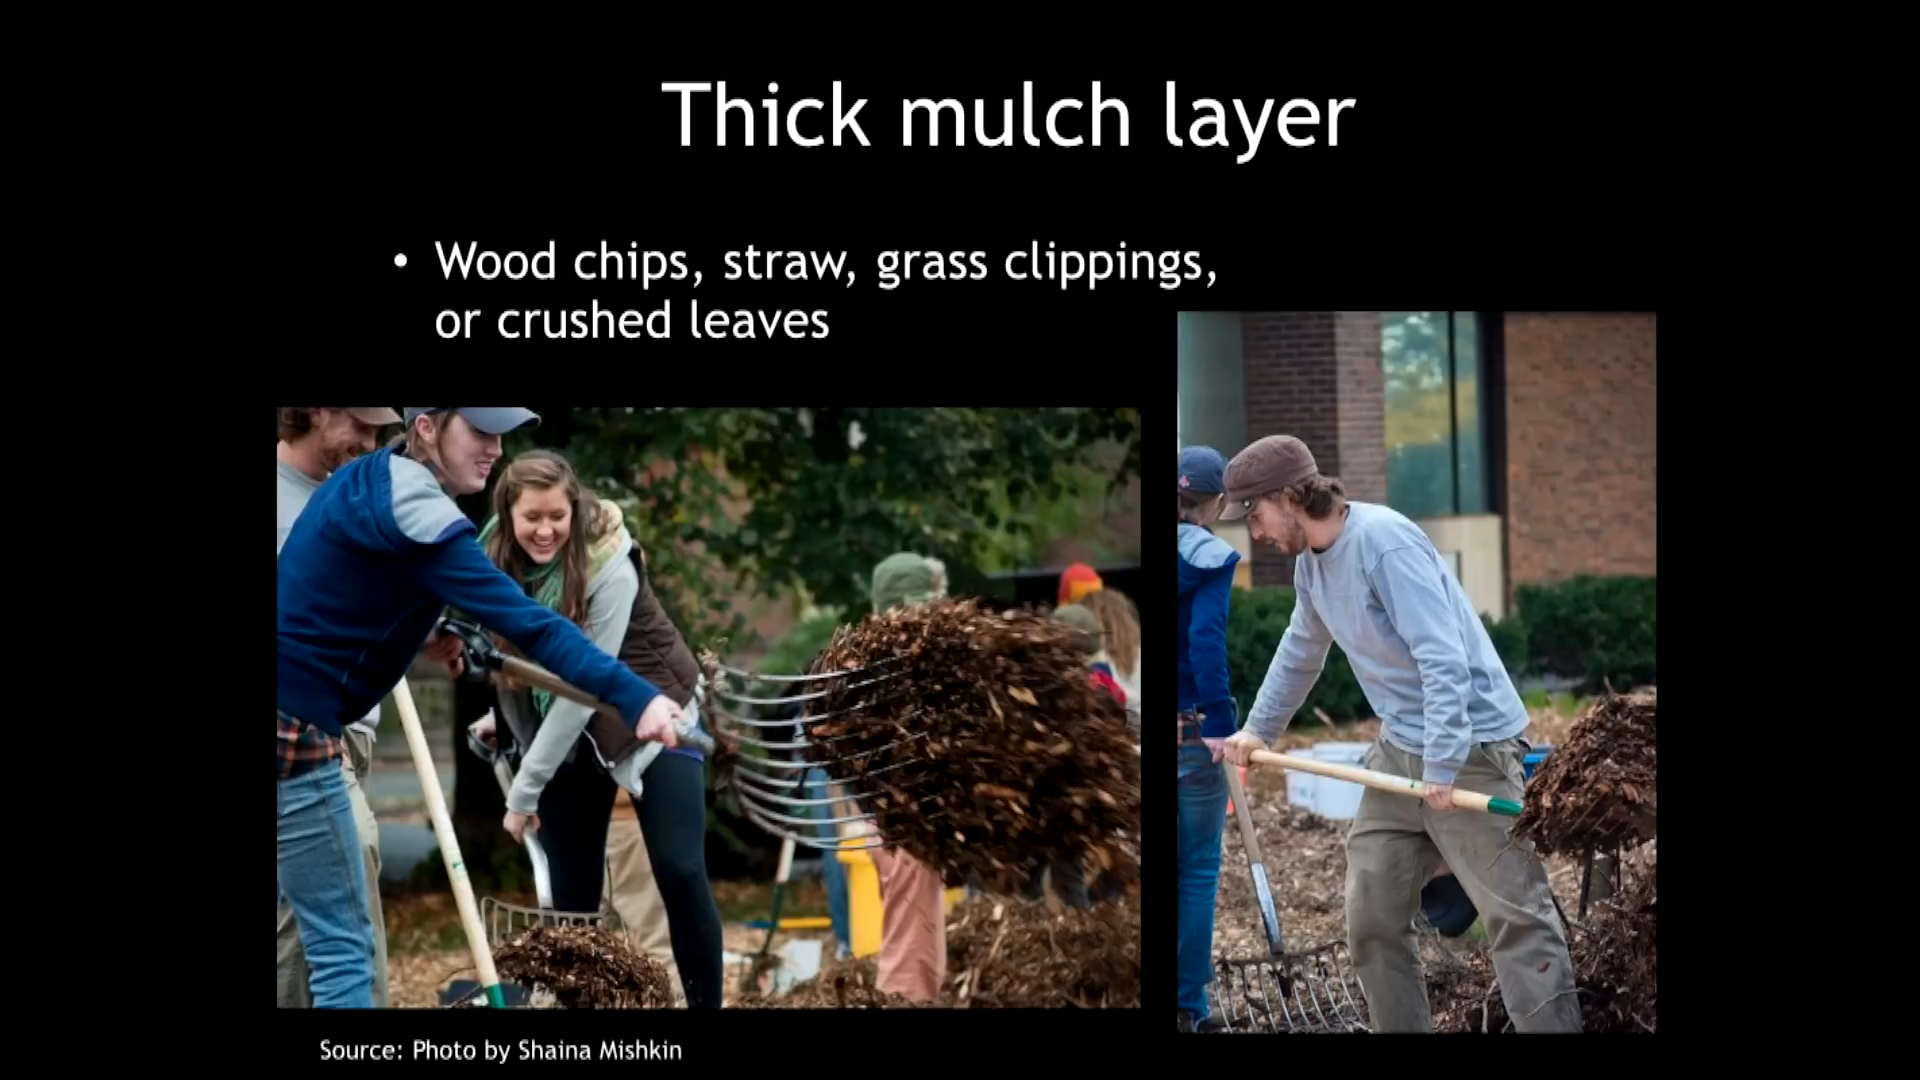 Thick mulch layer
• Wood chips, straw, grass clippings,
or crushed leaves
Source: Photo by Shaina Mishkin